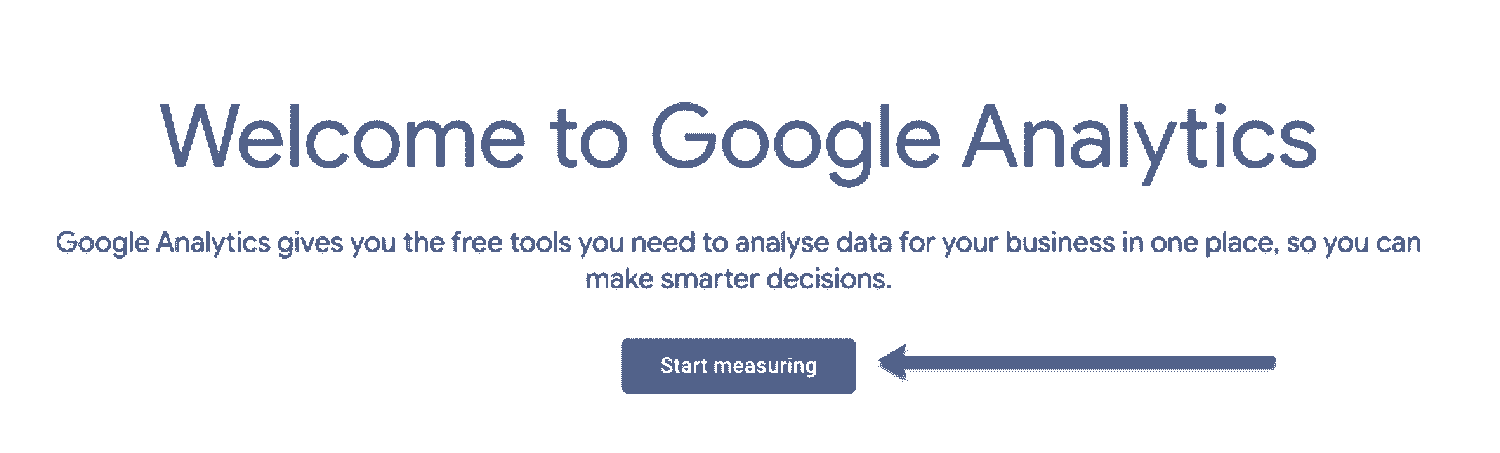 Welcome to Google Analytics
Google Analytics gives you the free tools you need to analyse data for your business in one place, so you can
make smarter decisions.
Start measuring